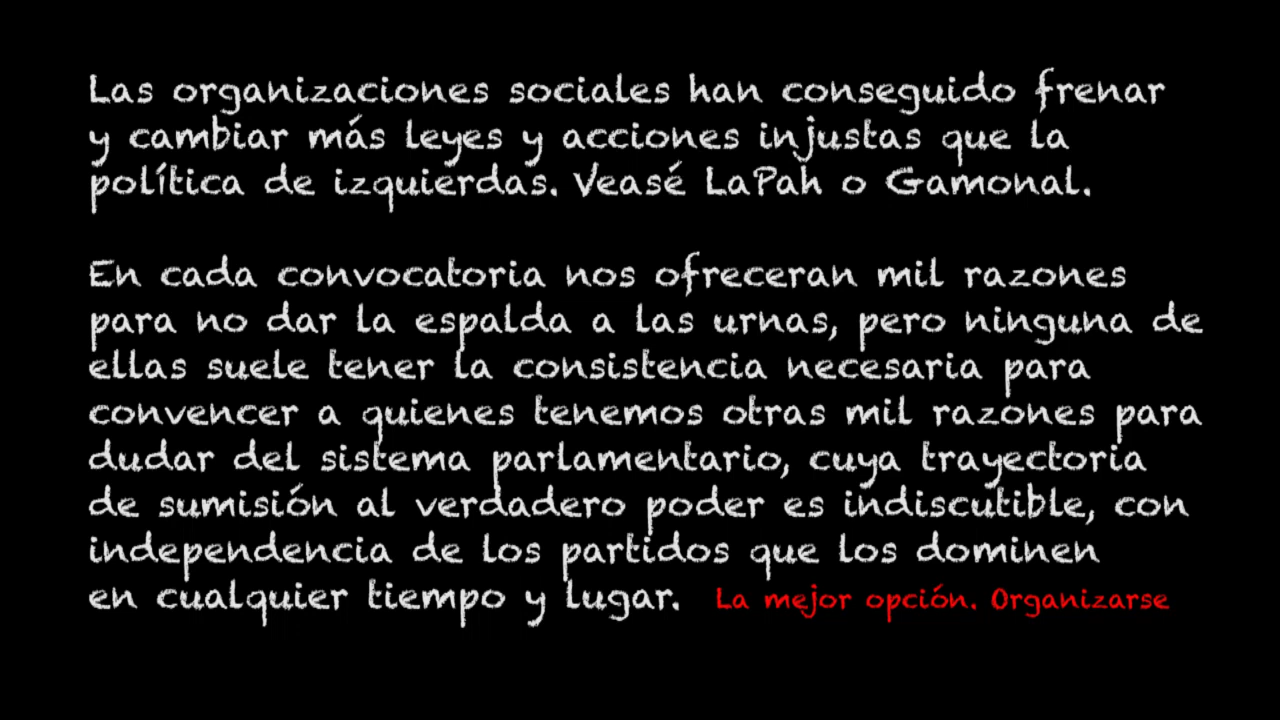 Las organizaciones sociales han conseguido frenar
y cambiar más leyes y acciones injustas que la
política de izquierdas. Veasé LaPah o Gamonal.
En cada convocatoria nos ofreceran mil razones
para no dar la espalda a las urnas, pero ninguna de
ellas suele tener la consistencia necesaria para
convencer a quienes tenemos otras mil razones para
dudar del sistema parlamentario, cuya trayectoria
de sumisión al verdadero poder es indiscutible, con
independencia de los partidos que los dominen
en cualquier tiempo y lugar. La mejor opción. Organizarse